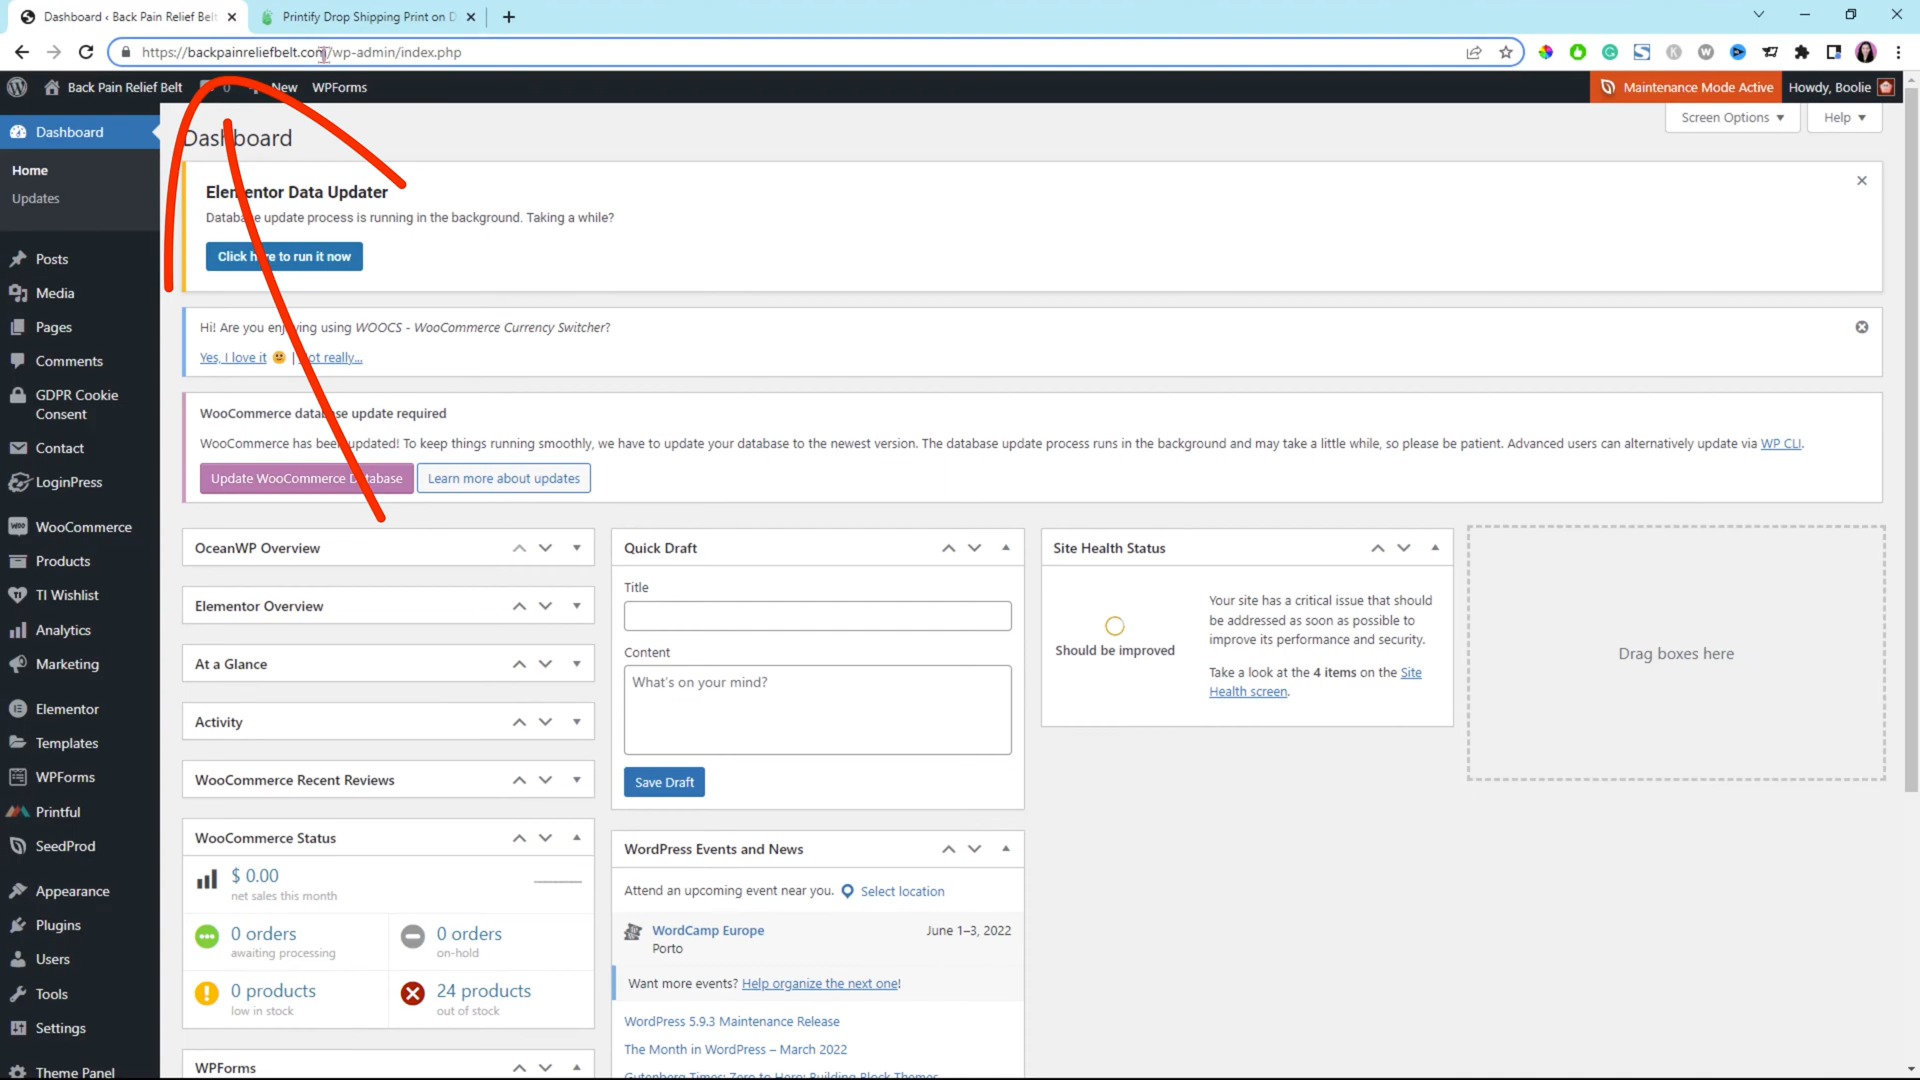 Dashboard ‹ Back Pain Relief Belt
Printify Drop Shipping Print on D
https://backpainreliefbelt.com/wp-admin/index.php
Back Pain Relief Belt
0
New
WPForms
Maintenance Mode Active
Howdy, Boolie
Dashboard
Home
Updates
Posts
Media
Pages
Comments
GDPR Cookie
Consent
Contact
LoginPress
WooCommerce
Products
TI Wishlist
Analytics
Marketing
Elementor
Templates
WPForms
Printful
SeedProd
Appearance
Plugins
Users
Tools
Settings
Theme Panel
Dashboard
Screen Options
Help
Elementor Data Updater
Database update process is running in the background. Taking a while?
Click here to run it now
Hi! Are you enjoying using WOOCS - WooCommerce Currency Switcher?
Yes, I love it | Not really...
WooCommerce database update required
WooCommerce has been updated! To keep things running smoothly, we have to update your database to the newest version. The database update process runs in the background and may take a little while, so please be patient. Advanced users can alternatively update via WP CLI.
Update WooCommerce Database
Learn more about updates
OceanWP Overview
Elementor Overview
At a Glance
Activity
WooCommerce Recent Reviews
WooCommerce Status
$ 0.00
net sales this month
0 orders
awaiting processing
0 orders
on-hold
0 products
low in stock
24 products
out of stock
WPForms
Quick Draft
Title
Content
What's on your mind?
Save Draft
WordPress Events and News
Attend an upcoming event near you. Select location
WordCamp Europe
Porto
June 1–3, 2022
Want more events? Help organize the next one!
WordPress 5.9.3 Maintenance Release
The Month in WordPress – March 2022
Gutenberg Times: Zero to Hero: Building Block Themes
Site Health Status
Should be improved
Your site has a critical issue that should
be addressed as soon as possible to
improve its performance and security.
Take a look at the 4 items on the Site
Health screen.
Drag boxes here